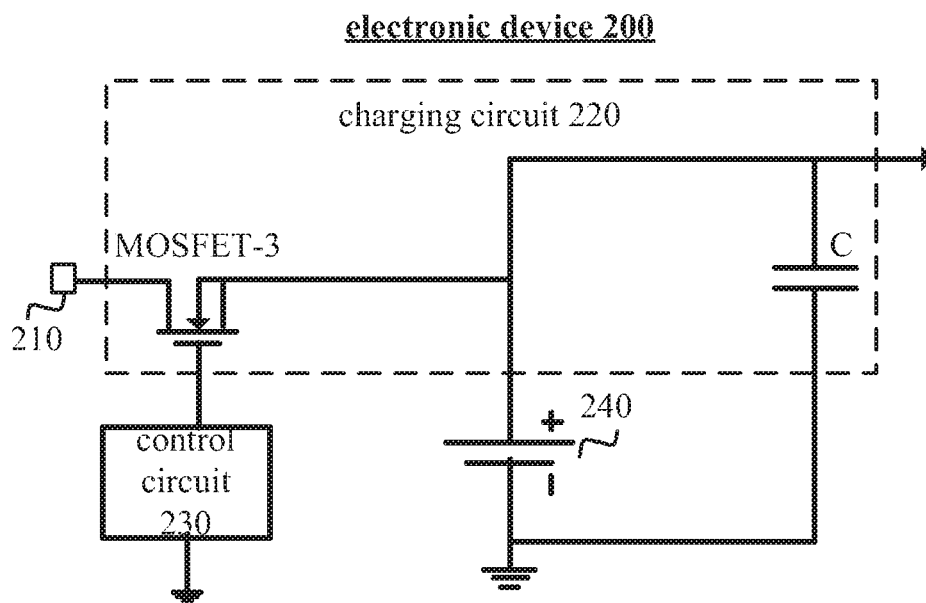 electronic device 200
charging circuit 220
MOSFET-3
C
210
240
+
-
control
circuit
230